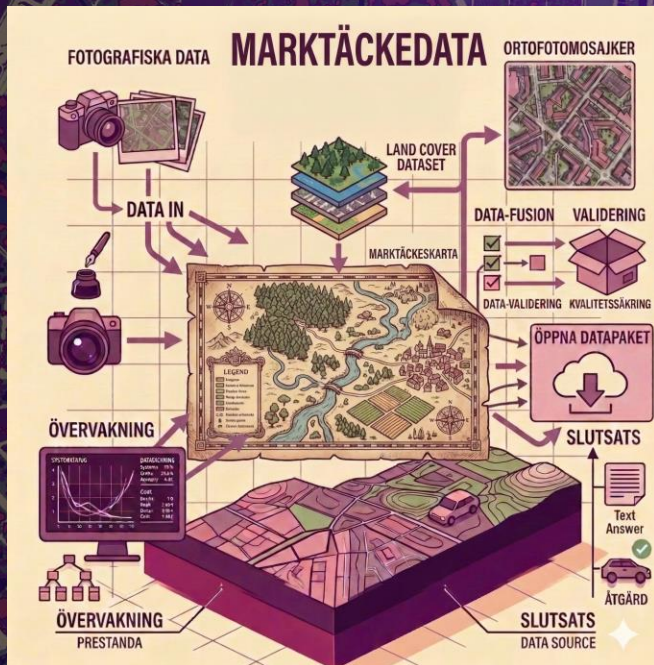 FOTOGRAFISKA DATA
MARKTÄCKEDATA
ORTOFOTOMOSAJKER
LAND COVER
DATASET
DATA IN
DATA-FUSION
VALIDERING
MARKTÄCKESKARTA
DATA-VALIDERING
KVALITETSSÄKRING
LEGEND
ÖPPNA DATAPAKET
ÖVERVAKNING
SLUTSATS
Text
Answer
ÅTGÄRD
ÖVERVAKNING
PRESTANDA
SLUTSATS
DATA SOURCE